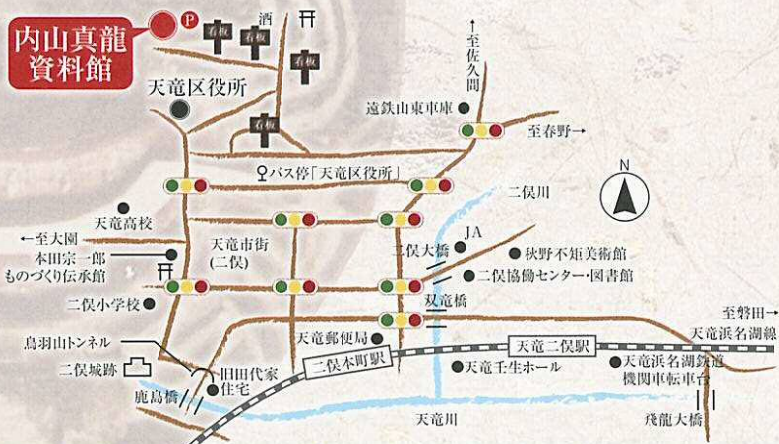 内山真龍
資料館
P
酒
看板
看板
看板
看板
↑至佐久間
天竜区役所
遠鉄山東車庫
至春野→
バス停「天竜区役所」
N
二俣川
天竜高校
←至大園
天竜市街
(二俣)
二俣大橋
JA
秋野不矩美術館
本田宗一郎
ものづくり伝承館
二俣協働センター・図書館
二俣小学校
双竜橋
至磐田→
天竜浜名湖線
鳥羽山トンネル
天竜郵便局
二俣本町駅
天竜二俣駅
二俣城跡
旧田代家
住宅
天竜壬生ホール
天竜浜名湖鉄道
機関車転車台
鹿島橋
天竜川
飛龍大橋